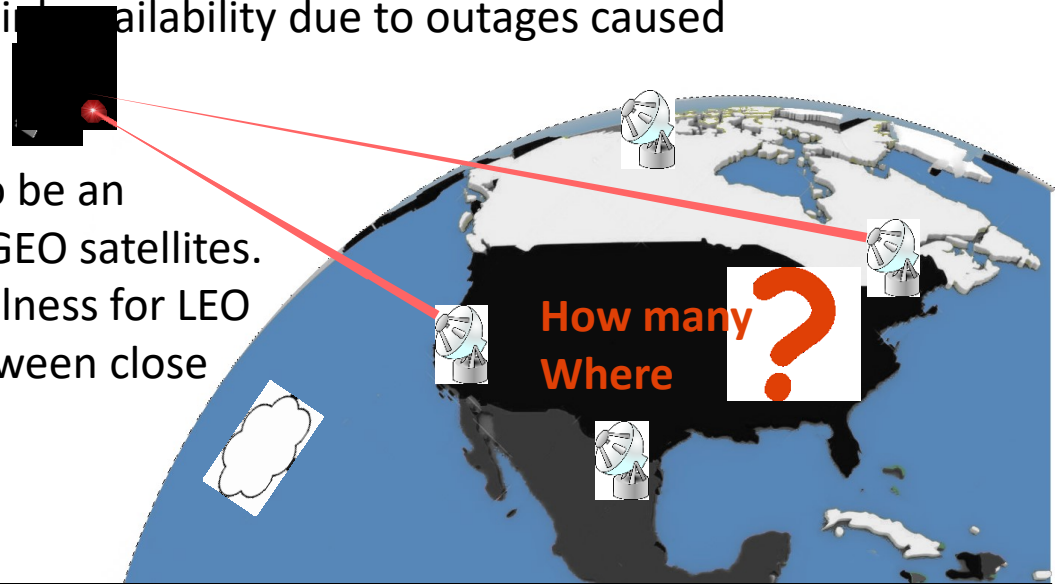 ailability due to outages caused
be an
GEO satellites.
lness for LEO
ween close
How many
Where
?